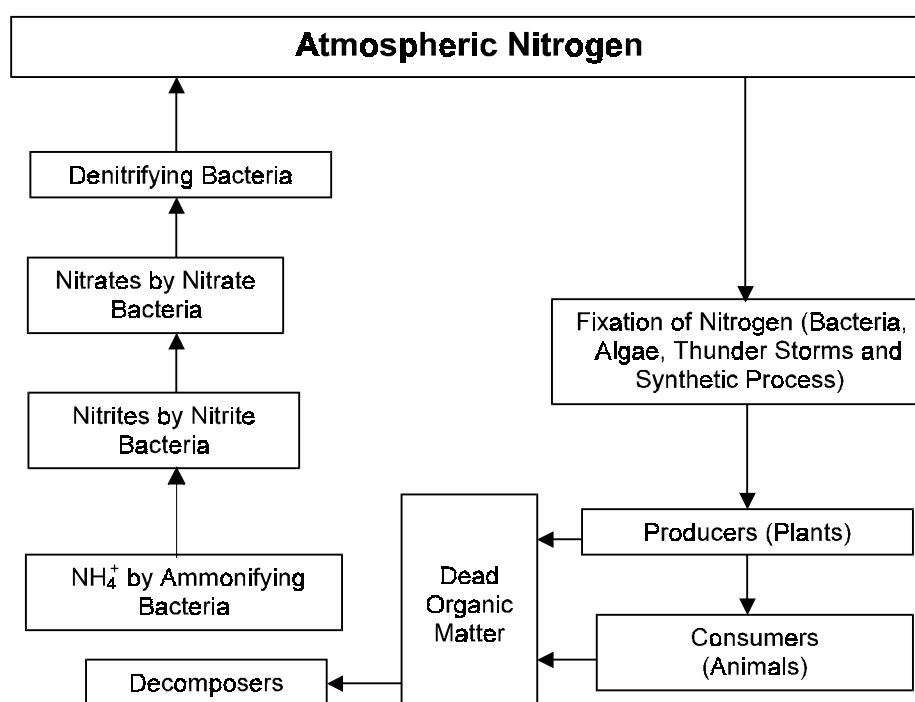 Atmospheric Nitrogen
Denitrifying Bacteria
Nitrates by Nitrate
Bacteria
Fixation of Nitrogen (Bacteria,
Algae, Thunder Storms and
Synthetic Process)
Nitrites by Nitrite
Bacteria
Producers (Plants)
NH₄⁺ by Ammonifying
Bacteria
Dead
Organic
Matter
Consumers
(Animals)
Decomposers